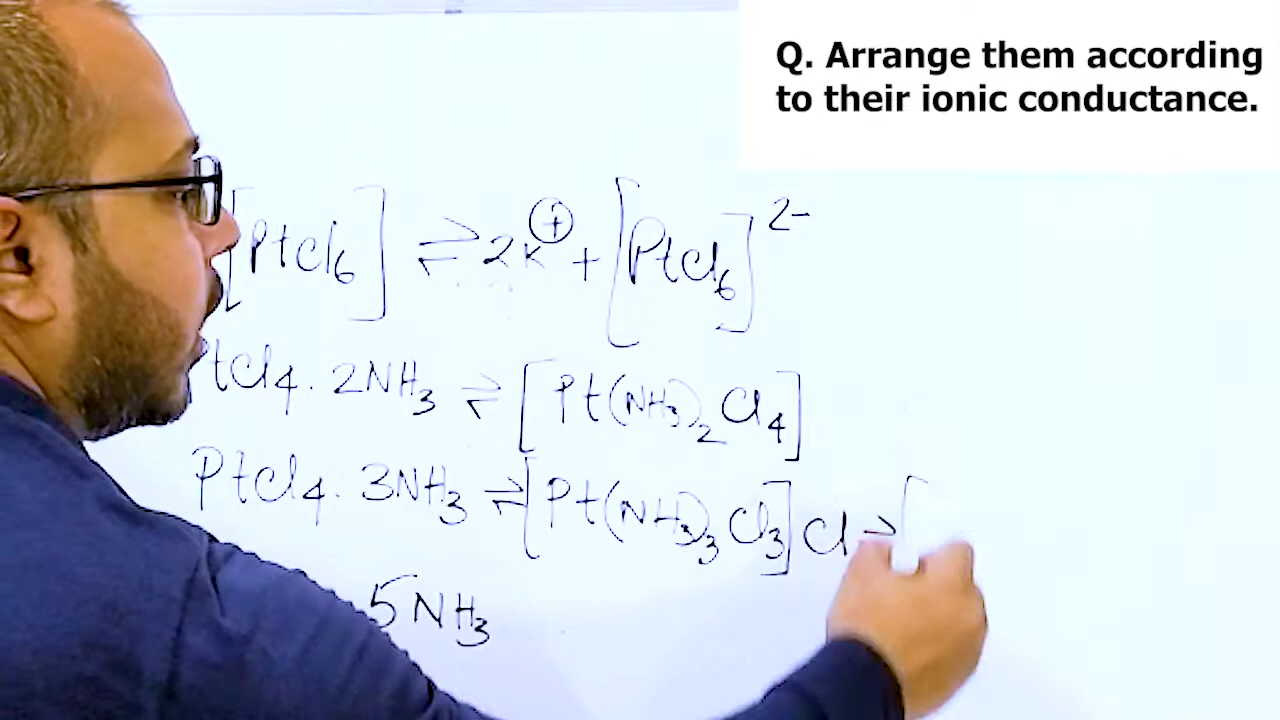 Q. Arrange them according
to their ionic conductance.
[PtCl6] ⇌ 2K⊕ + [PtCl6]2-
tCl4 . 2NH3 ⇌ [Pt(NH3)2Cl4]
PtCl4 . 3NH3 ⇌ [Pt(NH3)3Cl3]Cl → [
5NH3